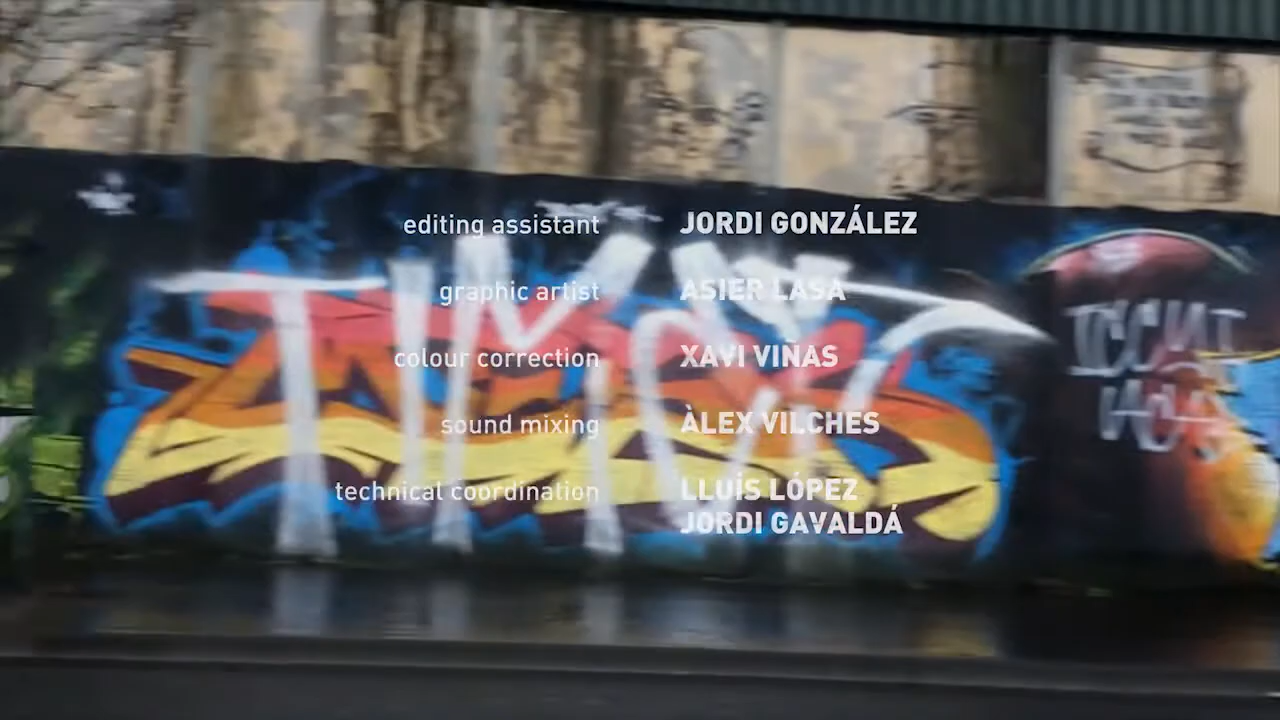 editing assistant JORDI GONZÁLEZ
graphic artist ASIER LASA
colour correction XAVI VIÑAS
sound mixing ÀLEX VILCHES
technical coordination LLUÍS LÓPEZ
JORDI GAVALDÁ